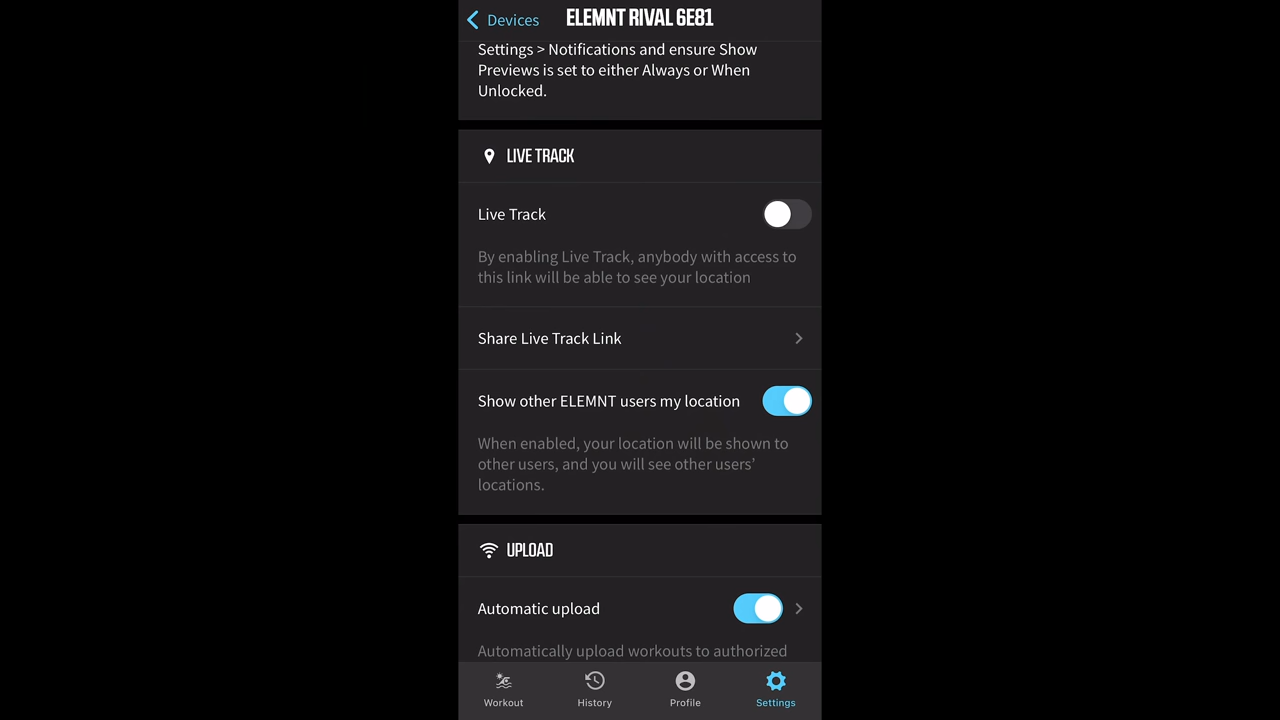 Devices
ELEMNT RIVAL 6E81
Settings > Notifications and ensure Show
Previews is set to either Always or When
Unlocked.
LIVE TRACK
Live Track
By enabling Live Track, anybody with access to
this link will be able to see your location
Share Live Track Link
Show other ELEMNT users my location
When enabled, your location will be shown to
other users, and you will see other users’
locations.
UPLOAD
Automatic upload
Automatically upload workouts to authorized
Workout
History
Profile
Settings